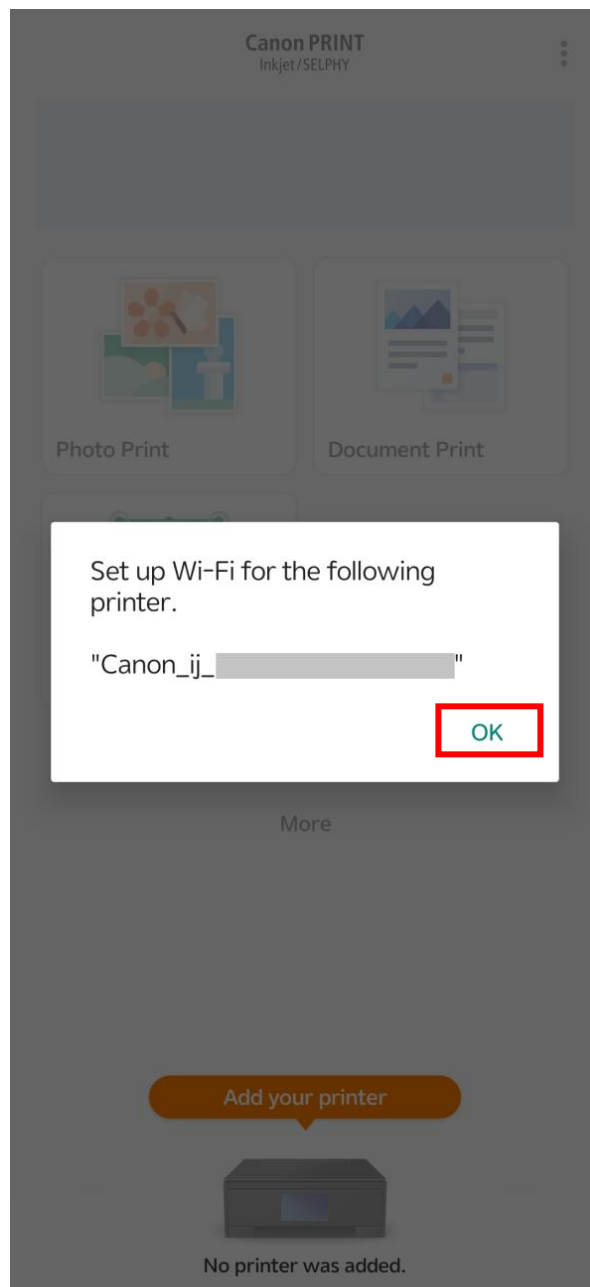 Canon PRINT
Inkjet/SELPHY
Photo Print
Document Print
Set up Wi-Fi for the following
printer.
"Canon_ij_ "
OK
More
Add your printer
No printer was added.